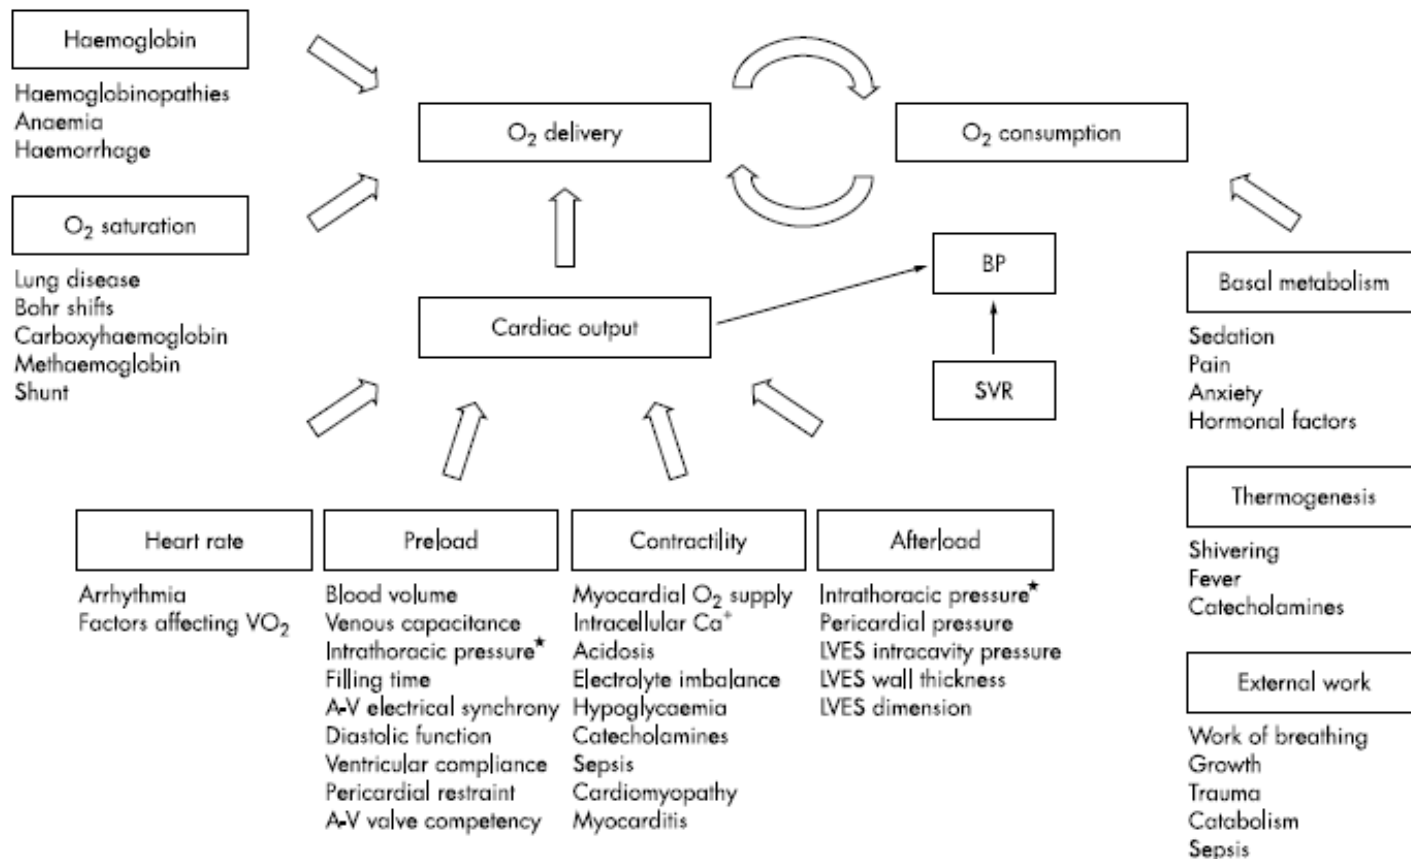 Haemoglobin
Haemoglobinopathies
Anaemia
Haemorrhage
O₂ saturation
Lung disease
Bohr shifts
Carboxyhaemoglobin
Methaemoglobin
Shunt
O₂ delivery
O₂ consumption
Cardiac output
BP
SVR
Heart rate
Arrhythmia
Factors affecting VO₂
Preload
Blood volume
Venous capacitance
Intrathoracic pressure★
Filling time
A-V electrical synchrony
Diastolic function
Ventricular compliance
Pericardial restraint
A-V valve competency
Contractility
Myocardial O₂ supply
Intracellular Ca⁺
Acidosis
Electrolyte imbalance
Hypoglycaemia
Catecholamines
Sepsis
Cardiomyopathy
Myocarditis
Afterload
Intrathoracic pressure★
Pericardial pressure
LVES intracavity pressure
LVES wall thickness
LVES dimension
Basal metabolism
Sedation
Pain
Anxiety
Hormonal factors
Thermogenesis
Shivering
Fever
Catecholamines
External work
Work of breathing
Growth
Trauma
Catabolism
Sepsis